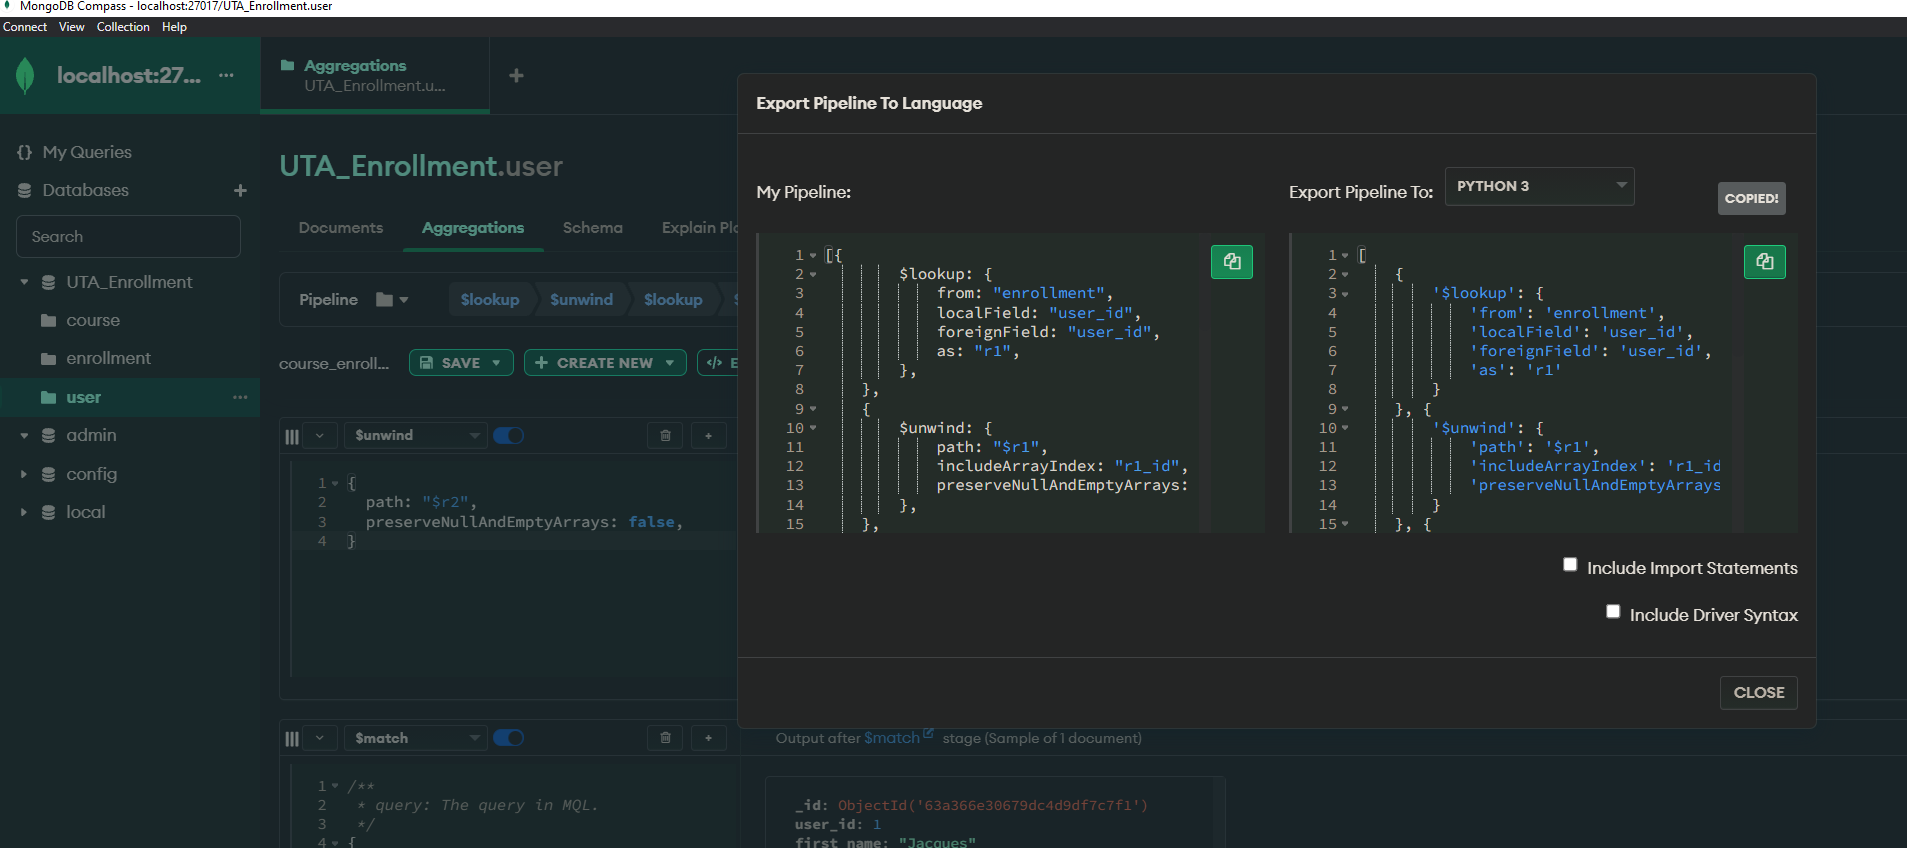 MongoDB Compass - localhost:27017/UTA_Enrollment.user
Connect View Collection Help
localhost:27... ...
Aggregations
UTA_Enrollment.u...
+
{} My Queries
Databases +
Search
UTA_Enrollment
course
enrollment
user ...
admin
config
local
UTA_Enrollment.user
Documents Aggregations Schema Explain Pl
Pipeline $lookup $unwind $lookup
course_enroll... SAVE + CREATE NEW </> E
$unwind +
1 {
2 path: "$r2",
3 preserveNullAndEmptyArrays: false,
4 }
$match +
1 /**
2 * query: The query in MQL.
3 */
4 {
Output after $match stage (Sample of 1 document)
_id: ObjectId('63a366e30679dc4d9df7c7f1')
user_id: 1
first_name: "Jacques"
Export Pipeline To Language
My Pipeline:
1 [{
2 $lookup: {
3 from: "enrollment",
4 localField: "user_id",
5 foreignField: "user_id",
6 as: "r1",
7 },
8 },
9 {
10 $unwind: {
11 path: "$r1",
12 includeArrayIndex: "r1_id",
13 preserveNullAndEmptyArrays:
14 },
15 },
Export Pipeline To: PYTHON 3
COPIED!
1 [
2 {
3 '$lookup': {
4 'from': 'enrollment',
5 'localField': 'user_id',
6 'foreignField': 'user_id',
7 'as': 'r1'
8 }
9 }, {
10 '$unwind': {
11 'path': '$r1',
12 'includeArrayIndex': 'r1_id
13 'preserveNullAndEmptyArrays
14 }
15 }, {
Include Import Statements
Include Driver Syntax
CLOSE